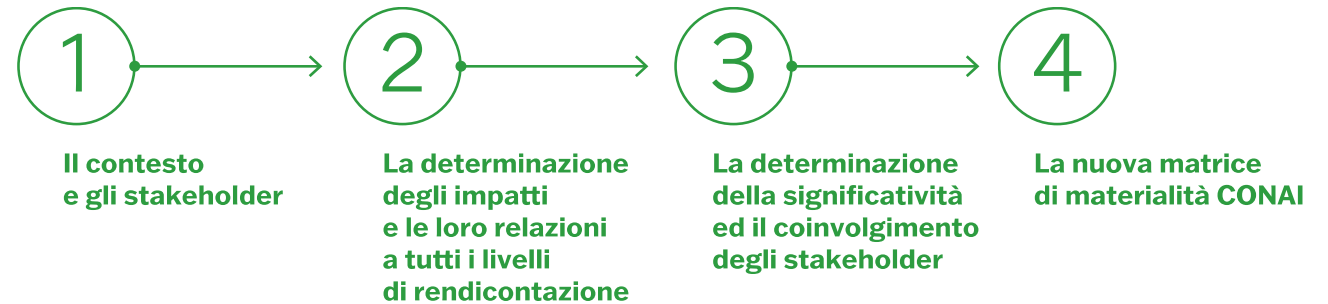 1
Il contesto
e gli stakeholder
2
La determinazione
degli impatti
e le loro relazioni
a tutti i livelli
di rendicontazione
3
La determinazione
della significatività
ed il coinvolgimento
degli stakeholder
4
La nuova matrice
di materialità CONAI